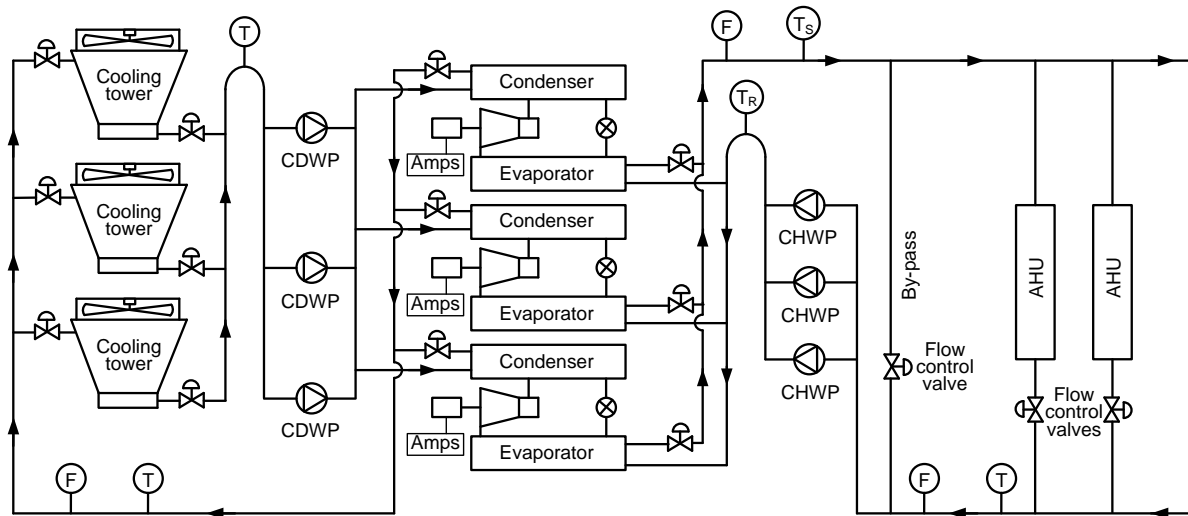 T
F
TS
TR
Cooling
tower
CDWP
Condenser
Amps
Evaporator
CHWP
By-pass
AHU
AHU
Cooling
tower
CDWP
Condenser
Amps
Evaporator
CHWP
Flow
control
valve
Cooling
tower
CDWP
Condenser
Amps
Evaporator
CHWP
Flow
control
valves
F
T
F
T